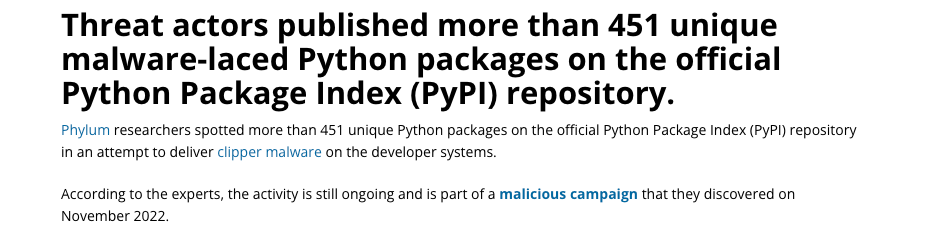 Threat actors published more than 451 unique
malware-laced Python packages on the official
Python Package Index (PyPI) repository.
Phylum researchers spotted more than 451 unique Python packages on the official Python Package Index (PyPI) repository
in an attempt to deliver clipper malware on the developer systems.
According to the experts, the activity is still ongoing and is part of a malicious campaign that they discovered on
November 2022.